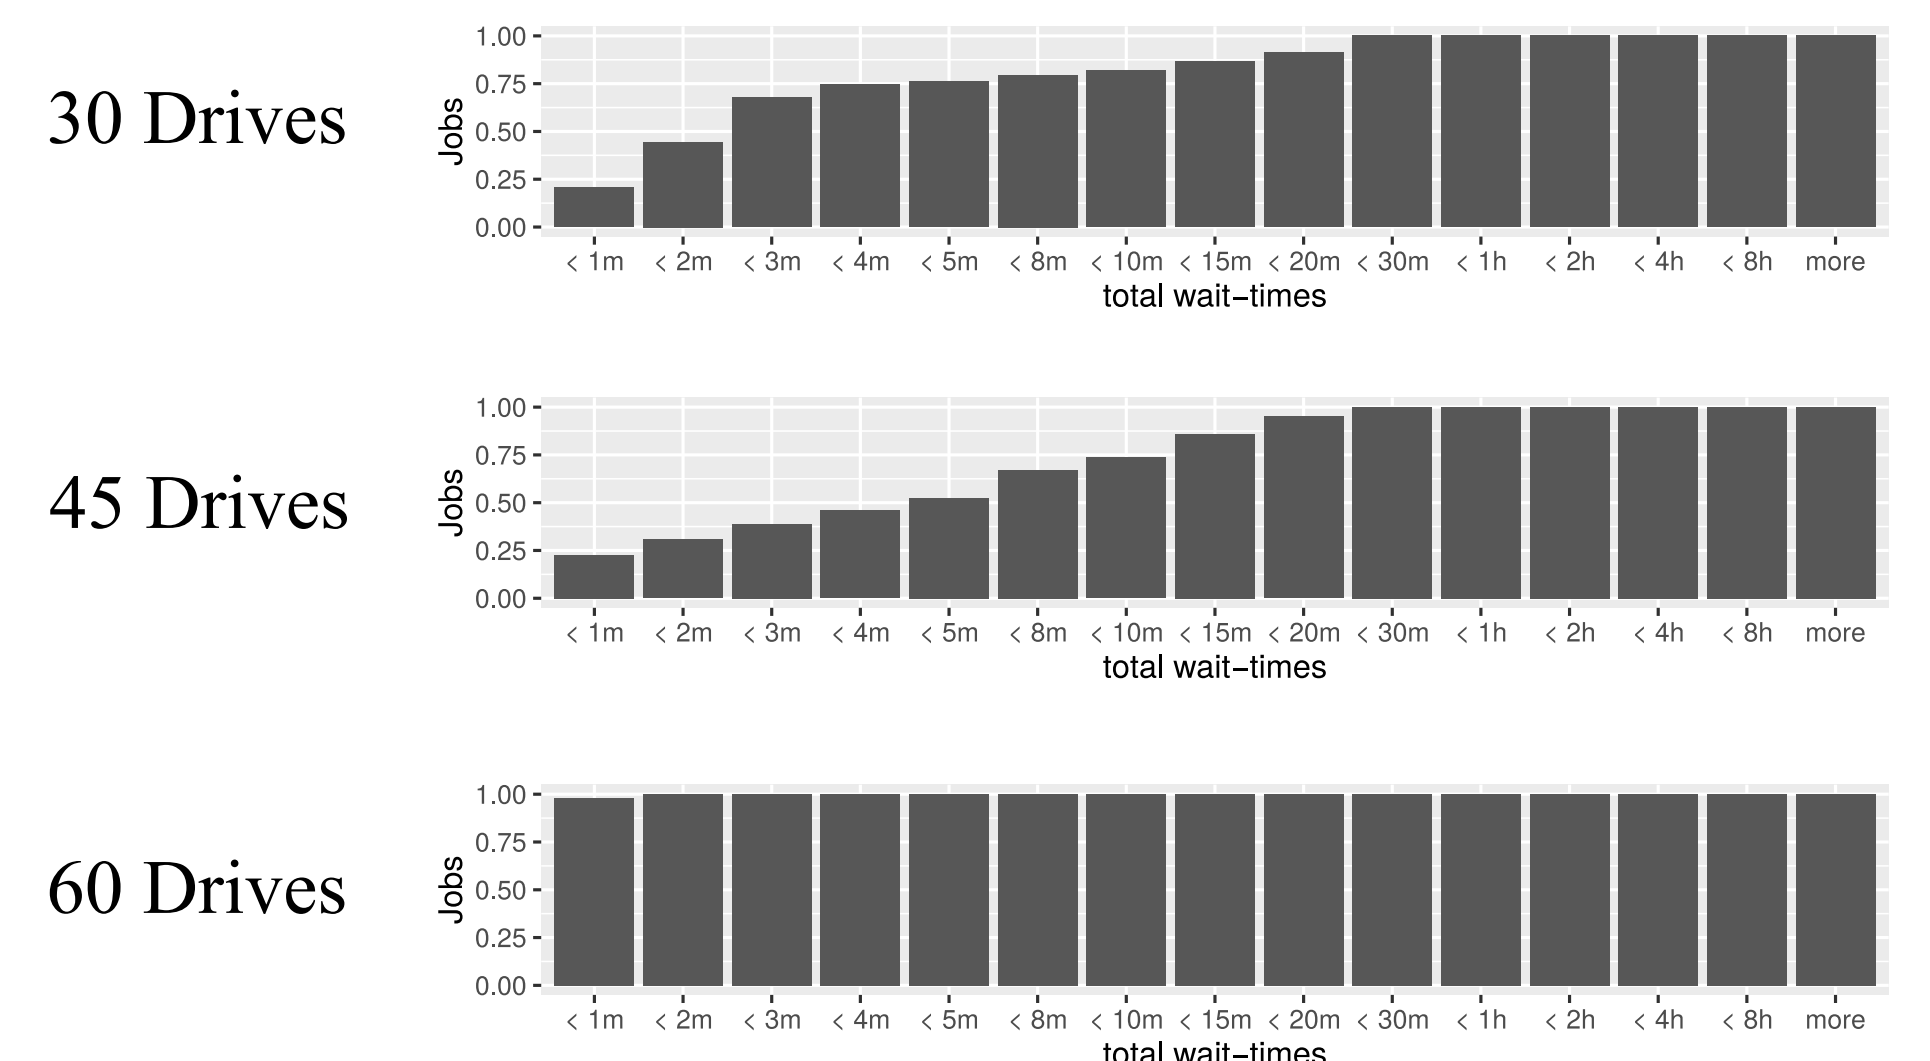 30 Drives
Jobs
1.00
0.75
0.50
0.25
0.00
< 1m < 2m < 3m < 4m < 5m < 8m < 10m < 15m < 20m < 30m < 1h < 2h < 4h < 8h more
total wait−times
45 Drives
Jobs
1.00
0.75
0.50
0.25
0.00
< 1m < 2m < 3m < 4m < 5m < 8m < 10m < 15m < 20m < 30m < 1h < 2h < 4h < 8h more
total wait−times
60 Drives
Jobs
1.00
0.75
0.50
0.25
0.00
< 1m < 2m < 3m < 4m < 5m < 8m < 10m < 15m < 20m < 30m < 1h < 2h < 4h < 8h more
total wait−times